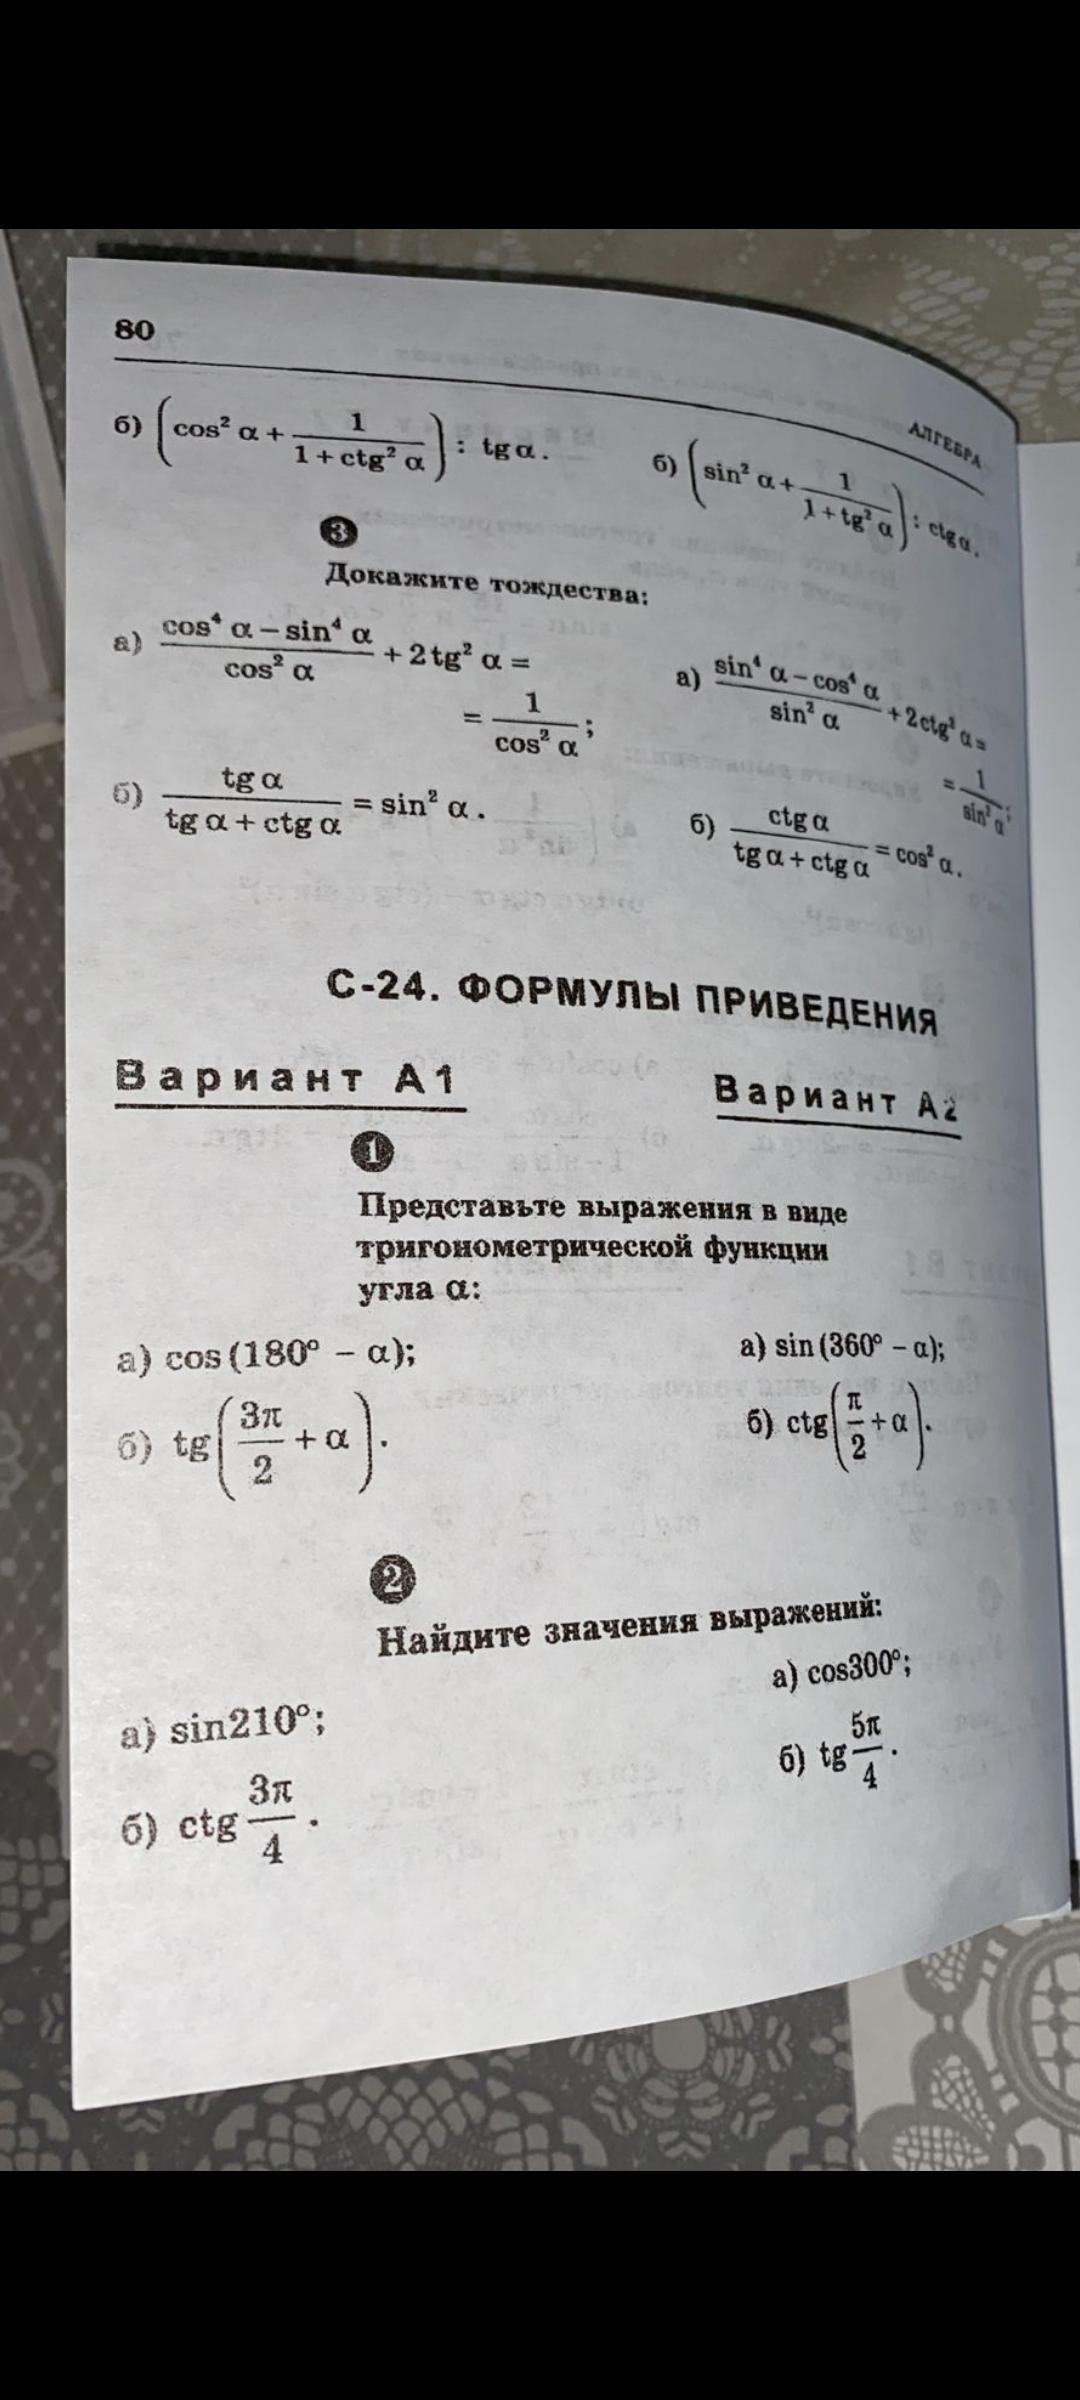 80
АЛГЕБРА
б) (cos² α + 1/(1 + ctg² α)) : tg α.
б) (sin² α + 1/(1 + tg² α)) : ctg α.
3
Докажите тождества:
а) (cos⁴ α – sin⁴ α)/cos² α + 2 tg² α =
= 1/cos² α;
а) (sin⁴ α – cos⁴ α)/sin² α + 2 ctg² α =
= 1/sin² α;
б) tg α/(tg α + ctg α) = sin² α.
б) ctg α/(tg α + ctg α) = cos² α.
С-24. ФОРМУЛЫ ПРИВЕДЕНИЯ
Вариант А1
Вариант А2
1
Представьте выражения в виде
тригонометрической функции
угла α:
а) cos (180° – α);
а) sin (360° – α);
б) tg(3π/2 + α).
б) ctg(π/2 + α).
2
Найдите значения выражений:
а) sin210°;
а) cos300°;
б) ctg 3π/4.
б) tg 5π/4.